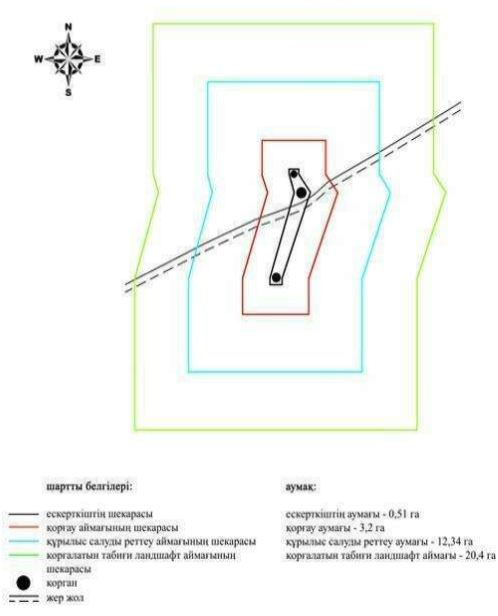 N
W E
S
шартты белгілері:
ескерткіштің шекарасы
қорғау аймағының шекарасы
құрылыс салуды реттеу аймағының шекарасы
қорғалатын табиғи ландшафт аймағының
шекарасы
қорған
жер жол
аумақ:
ескерткіштің аумағы - 0,51 га
қорғау аумағы - 3,2 га
құрылыс салуды реттеу аумағы - 12,34 га
қорғалатын табиғи ландшафт аймағы - 20,4 га